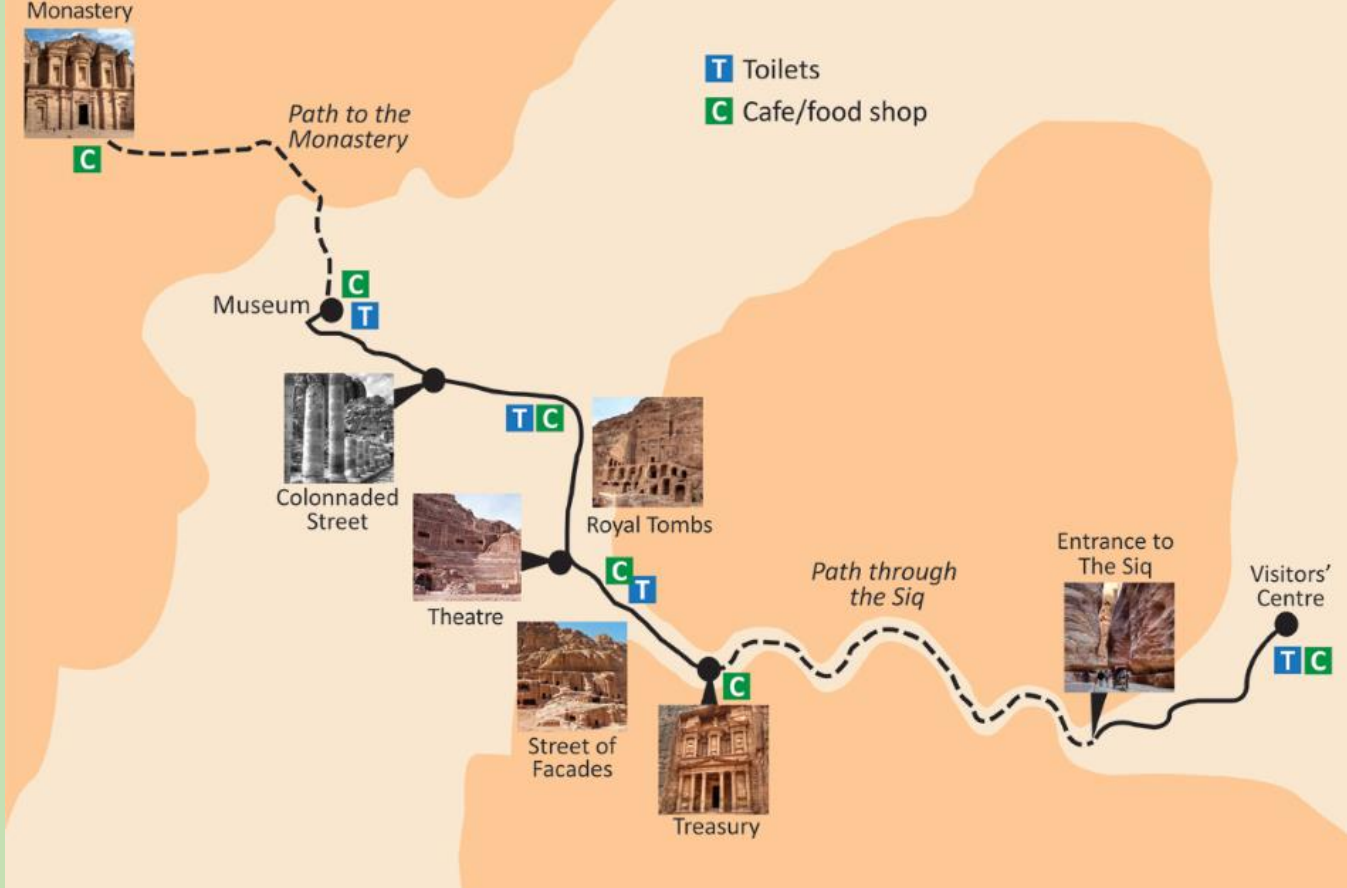 Monastery
C
Path to the
Monastery
T Toilets
C Cafe/food shop
Museum
C
T
T C
Colonnaded
Street
Royal Tombs
Theatre
C
T
Path through
the Siq
Entrance to
The Siq
Visitors’
Centre
T C
C
Street of
Facades
Treasury